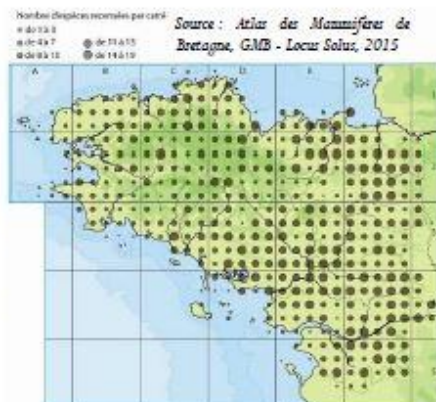 Nombre d'espèces recensées par carré
Source : Atlas des Mammifères de
Bretagne, GMB - Locus Solus, 2015
de 1 à 3
de 4 à 7 de 11 à 13
de 8 à 10 de 14 à 19
A B C D E F